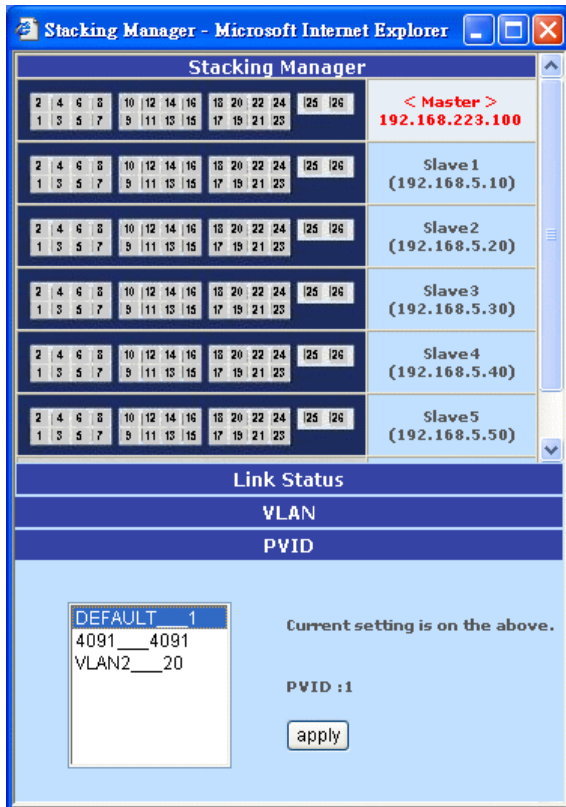 Stacking Manager - Microsoft Internet Explorer
Stacking Manager
2 4 6 8 10 12 14 16 18 20 22 24 25 26
1 3 5 7 9 11 13 15 17 19 21 23
< Master >
192.168.223.100
2 4 6 8 10 12 14 16 18 20 22 24 25 26
1 3 5 7 9 11 13 15 17 19 21 23
Slave1
(192.168.5.10)
2 4 6 8 10 12 14 16 18 20 22 24 25 26
1 3 5 7 9 11 13 15 17 19 21 23
Slave2
(192.168.5.20)
2 4 6 8 10 12 14 16 18 20 22 24 25 26
1 3 5 7 9 11 13 15 17 19 21 23
Slave3
(192.168.5.30)
2 4 6 8 10 12 14 16 18 20 22 24 25 26
1 3 5 7 9 11 13 15 17 19 21 23
Slave4
(192.168.5.40)
2 4 6 8 10 12 14 16 18 20 22 24 25 26
1 3 5 7 9 11 13 15 17 19 21 23
Slave5
(192.168.5.50)
Link Status
VLAN
PVID
DEFAULT___1
4091___4091
VLAN2___20
Current setting is on the above.
PVID :1
apply